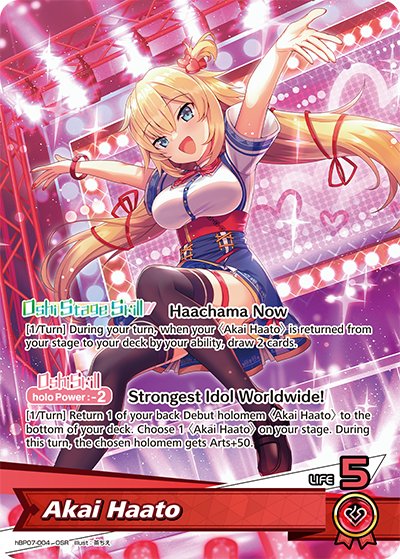 Oshi Stage Skill Haachama Now
[1/Turn] During your turn, when your 〈Akai Haato〉 is returned from
your stage to your deck by your ability, draw 2 cards.
Oshi Skill
holo Power:-2 Strongest Idol Worldwide!
[1/Turn] Return 1 of your back Debut holomem 〈Akai Haato〉 to the
bottom of your deck. Choose 1 〈Akai Haato〉 on your stage. During
this turn, the chosen holomem gets Arts+50.
LIFE 5
Akai Haato
hBP07-004 OSR illust：茶ちえ